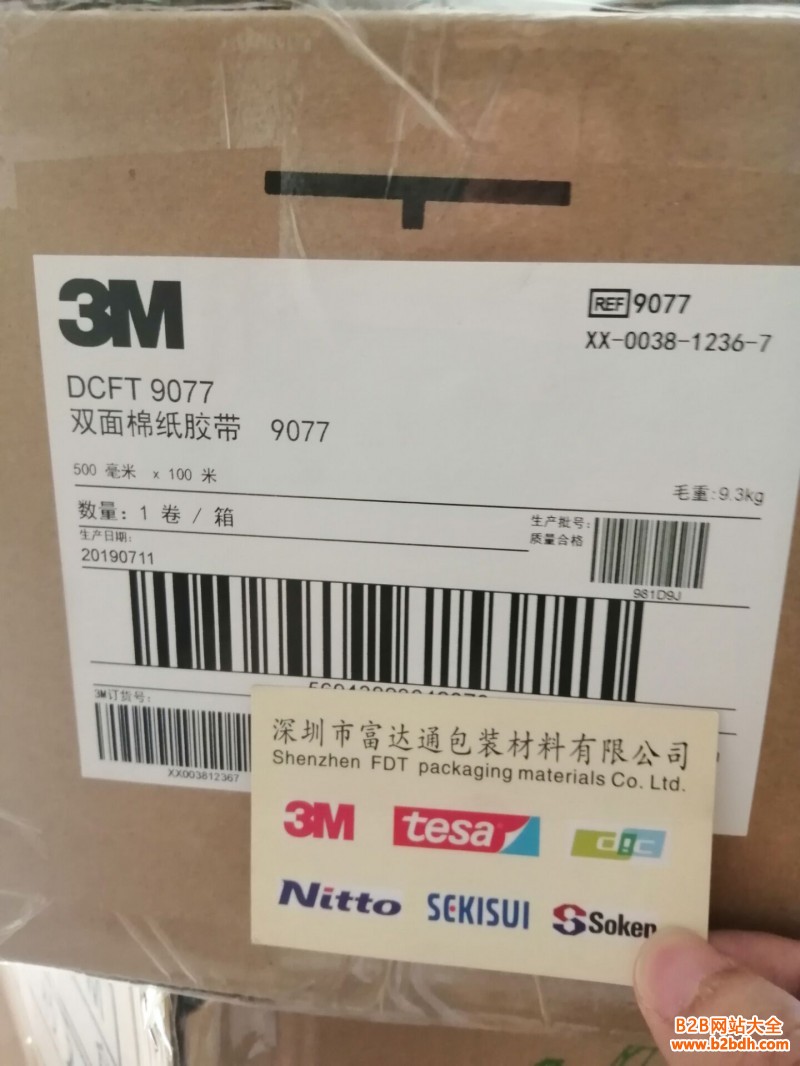 3M
REF 9077
XX-0038-1236-7
DCFT 9077
双面棉纸胶带 9077
500 毫米 x 100 米
毛重:9.3kg
数量: 1 卷 / 箱
生产批号:
质量合格
生产日期:
20190711
981D9J
3M订货号:
XX003812367
深圳市富达通包装材料有限公司
Shenzhen FDT packaging materials Co. Ltd.
3M tesa dic
Nitto SEKISUI Soken
B2B网站大全
www.b2bdh.com